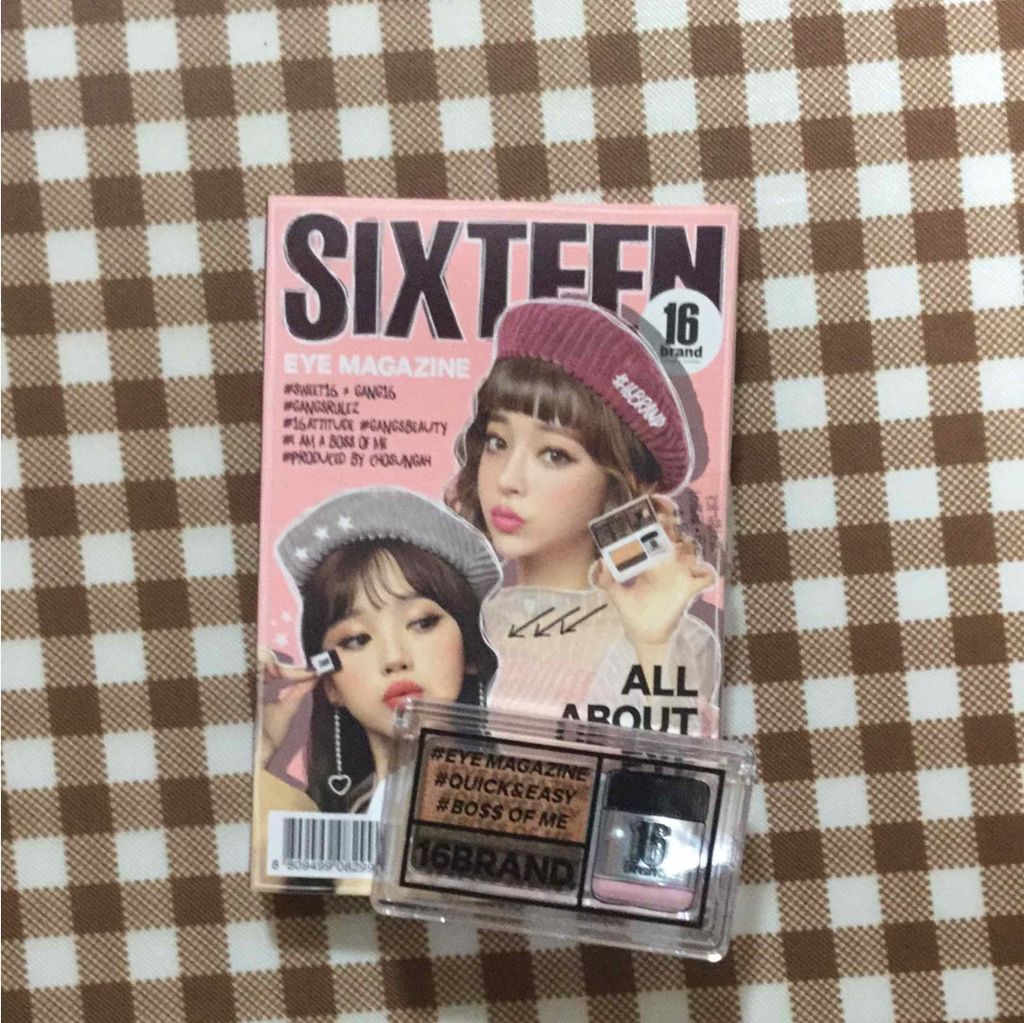 SIXTEEN
16
brand
EYE MAGAZINE
#SWEET16 × GANG16
#GANGSRULEZ
#16ATTITUDE #GANGSBEAUTY
#I AM A BOSS OF ME
#PRODUCED BY CHOSUNGAH
ALL
ABOUT
#EYE MAGAZINE
#QUICK&EASY
#BO$$ OF ME
16BRAND
16